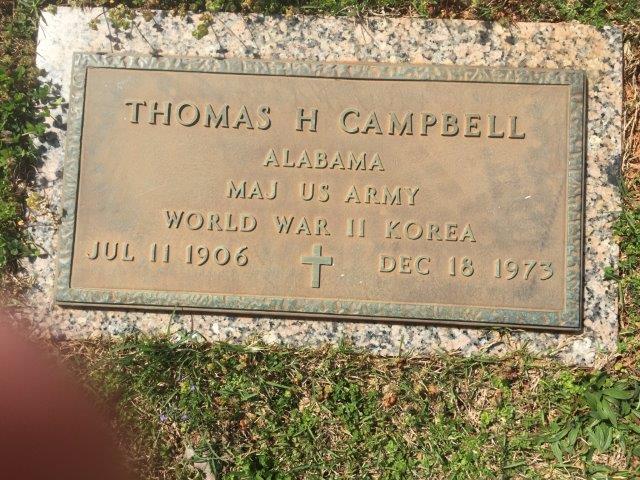 THOMAS H CAMPBELL
ALABAMA
MAJ US ARMY
WORLD WAR II KOREA
JUL 11 1906 DEC 18 1973